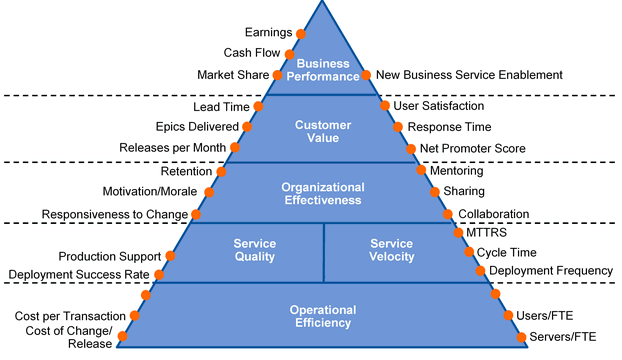 Earnings
Cash Flow
Market Share
Business
Performance
New Business Service Enablement
Lead Time
Epics Delivered
Releases per Month
Customer
Value
User Satisfaction
Response Time
Net Promoter Score
Retention
Motivation/Morale
Responsiveness to Change
Organizational
Effectiveness
Mentoring
Sharing
Collaboration
Production Support
Deployment Success Rate
Service
Quality
Service
Velocity
MTTRS
Cycle Time
Deployment Frequency
Cost per Transaction
Cost of Change/
Release
Operational
Efficiency
Users/FTE
Servers/FTE